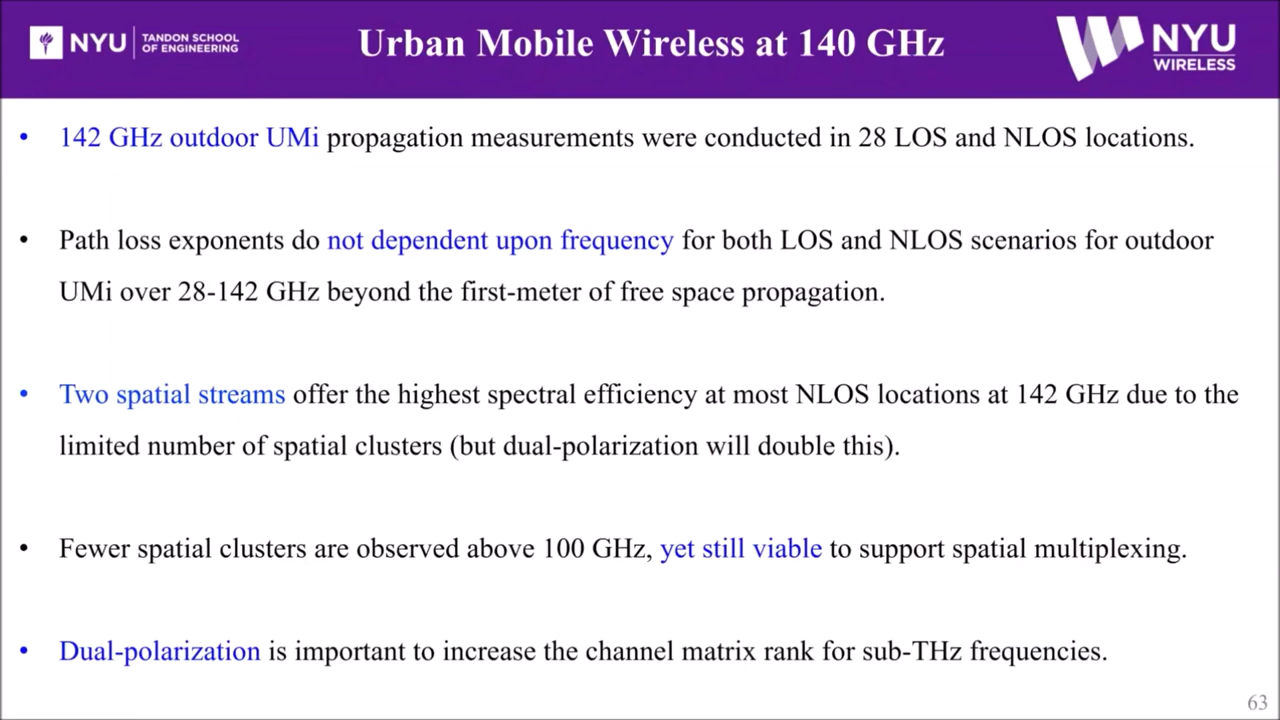 NYU
TANDON SCHOOL
OF ENGINEERING
Urban Mobile Wireless at 140 GHz
NYU
WIRELESS
• 142 GHz outdoor UMi propagation measurements were conducted in 28 LOS and NLOS locations.
• Path loss exponents do not dependent upon frequency for both LOS and NLOS scenarios for outdoor
UMi over 28-142 GHz beyond the first-meter of free space propagation.
• Two spatial streams offer the highest spectral efficiency at most NLOS locations at 142 GHz due to the
limited number of spatial clusters (but dual-polarization will double this).
• Fewer spatial clusters are observed above 100 GHz, yet still viable to support spatial multiplexing.
• Dual-polarization is important to increase the channel matrix rank for sub-THz frequencies.
63